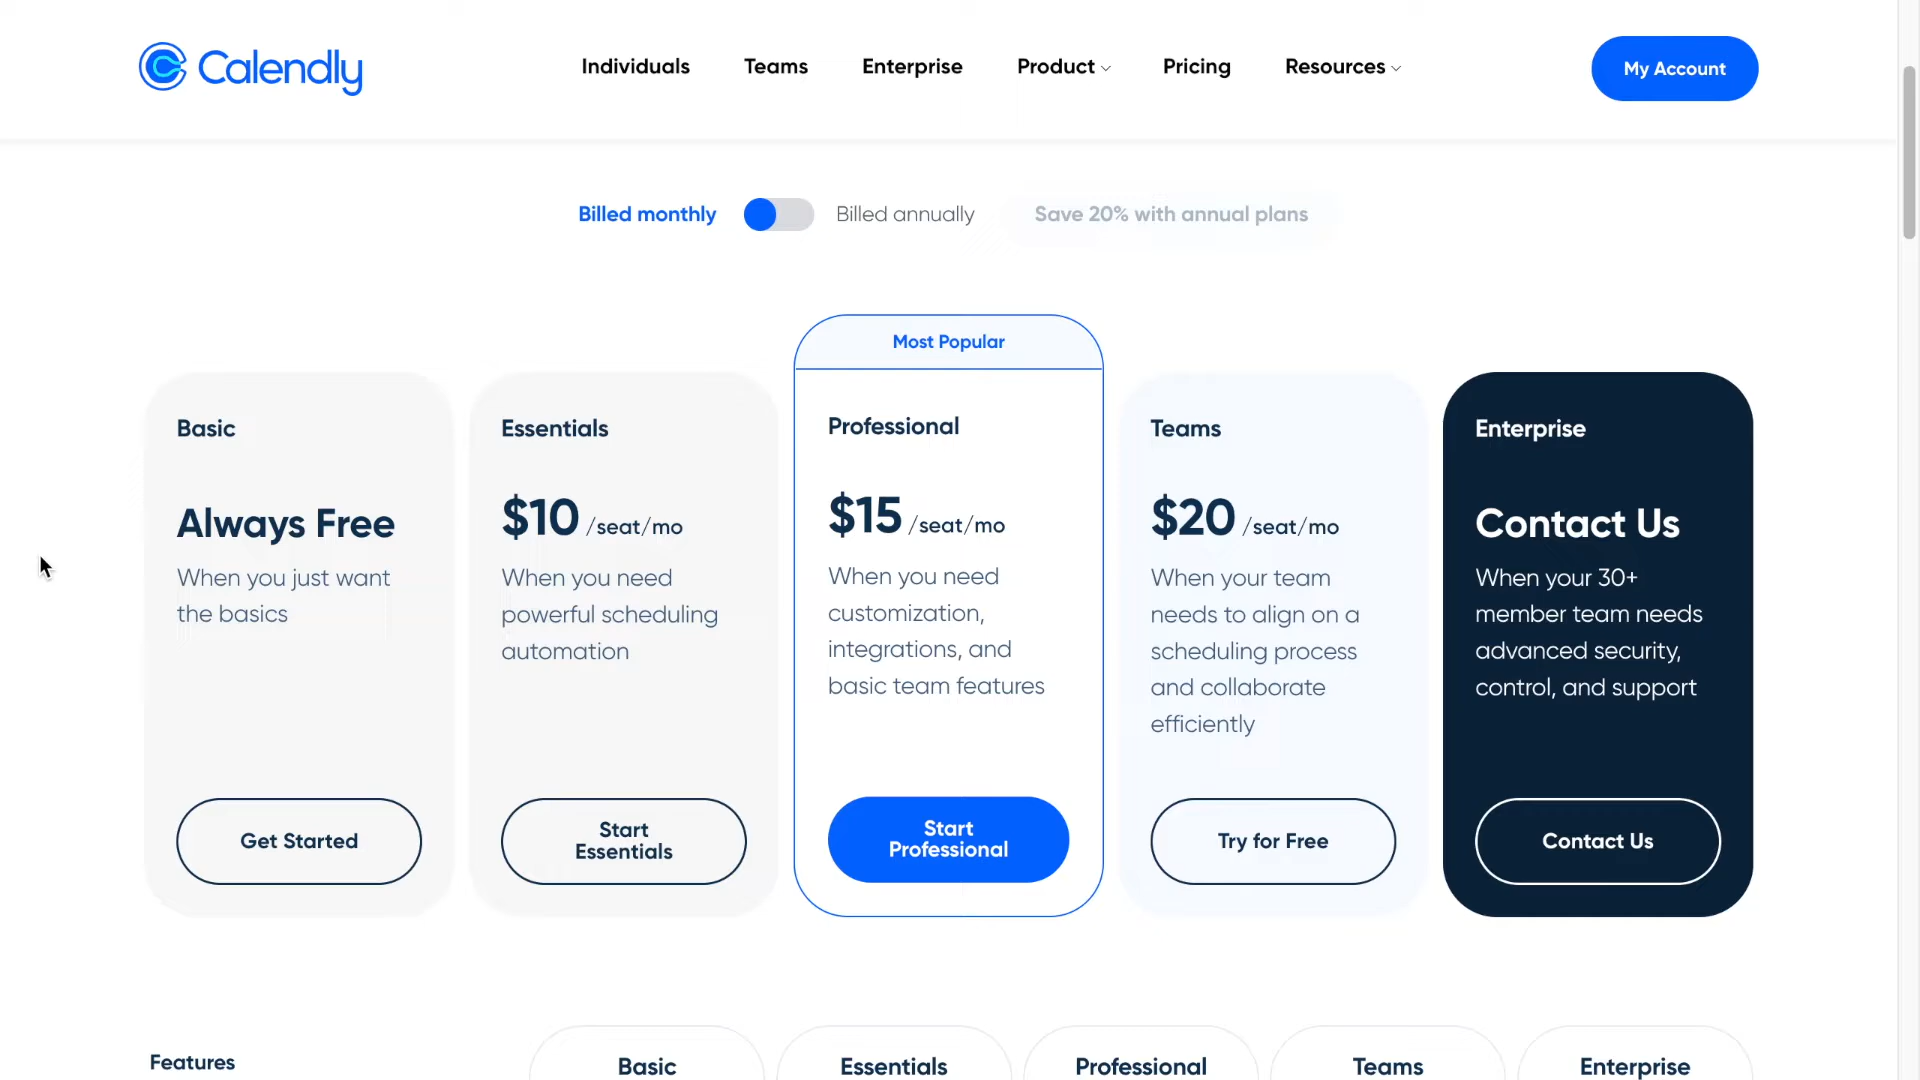 Calendly
Individuals
Teams
Enterprise
Product
Pricing
Resources
My Account
Billed monthly
Billed annually
Save 20% with annual plans
Most Popular
Basic
Always Free
When you just want
the basics
Get Started
Essentials
$10 /seat/mo
When you need
powerful scheduling
automation
Start
Essentials
Professional
$15 /seat/mo
When you need
customization,
integrations, and
basic team features
Start
Professional
Teams
$20 /seat/mo
When your team
needs to align on a
scheduling process
and collaborate
efficiently
Try for Free
Enterprise
Contact Us
When your 30+
member team needs
advanced security,
control, and support
Contact Us
Features
Basic
Essentials
Professional
Teams
Enterprise